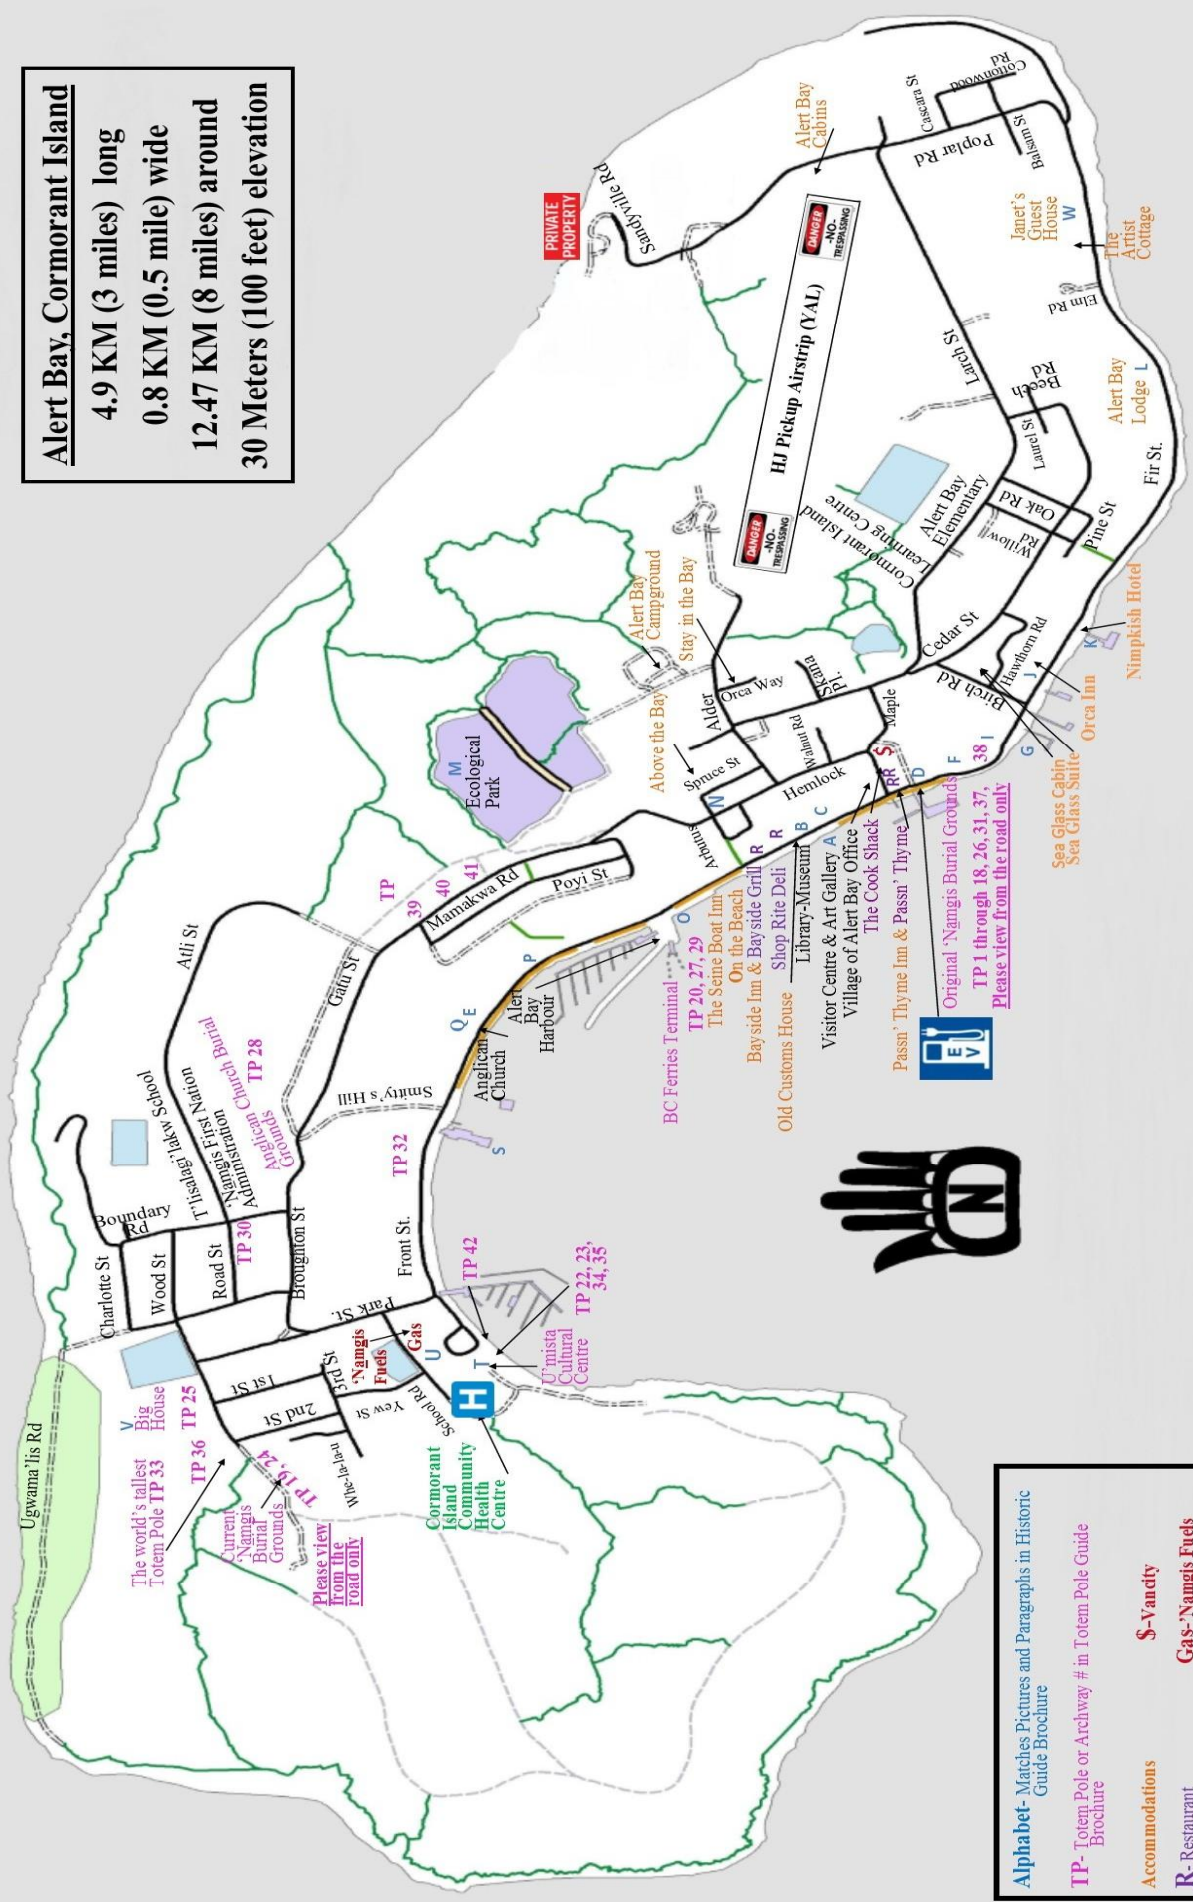 Alert Bay, Cormorant Island
4.9 KM (3 miles) long
0.8 KM (0.5 mile) wide
12.47 KM (8 miles) around
30 Meters (100 feet) elevation
Ugwama'lis Rd
Charlotte St
Boundary
Rd
Wood St
Road St
T'lisalagi'lakw School
'Namgis First Nation
Administration
TP 30
Atli St
Anglican Church Burial
Grounds
TP 28
Gafu St
Broughton St
Smitty's Hill
TP 32
Front St.
Park St.
V
Big
House
TP 25
The world's tallest
Totem Pole TP 33
TP 36
Current
'Namgis
Burial
Grounds
TP 19, 24
Please view
from the
road only
1st St
2nd St
3rd St
Yew St
Whe-la-la-u
School Rd
'Namgis
Fuels
Gas
U
H
T
Cormorant
Island
Community
Health
Centre
U'mista
Cultural
Centre
TP 42
TP 22, 23,
34, 35
S
Anglican
Church
Q E
P
Alert
Bay
Harbour
TP
39
40
41
Mamakwa Rd
Poyi St
M
Ecological
Park
O
BC Ferries Terminal
TP 20, 27, 29
The Seine Boat Inn
On the Beach
Bayside Inn & Bayside Grill R
Shop Rite Deli R
Old Customs House
Library-Museum B
Visitor Centre & Art Gallery A
C
Village of Alert Bay Office
The Cook Shack
RR
$
Passn' Thyme Inn & Passn' Thyme
D
Original 'Namgis Burial Grounds
TP 1 through 18, 26, 31, 37,
Please view from the road only
38
EV
F
I
G
Arbutus
N
Spruce St
Above the Bay
Alder
Alert Bay
Campground
Stay in the Bay
Orca Way
Skana
Pl.
Walnut Rd
Hemlock
Maple
Birch Rd
Cedar St
Hawthorn Rd
J
K
Sea Glass Cabin
Sea Glass Suite
Orca Inn
Nimpkish Hotel
Pine St
Willow
Rd
Oak Rd
Laurel St
Beech
Rd
Larch St
Alert Bay
Elementary
Cormorant Island
Learning Centre
Fir St.
Alert Bay
Lodge L
Elm Rd
The
Artist
Cottage
Janet's
Guest
House
W
Balsam St
Cottonwood
Rd
Cascara St
Poplar Rd
Alert Bay
Cabins
DANGER
-NO-
TRESPASSING
HJ Pickup Airstrip (YAL)
DANGER
-NO-
TRESPASSING
PRIVATE
PROPERTY
Sandyville Rd
N
Alphabet- Matches Pictures and Paragraphs in Historic
Guide Brochure
TP- Totem Pole or Archway # in Totem Pole Guide
Brochure
Accommodations
$-Vancity
R- Restaurant
Gas-'Namgis Fuels